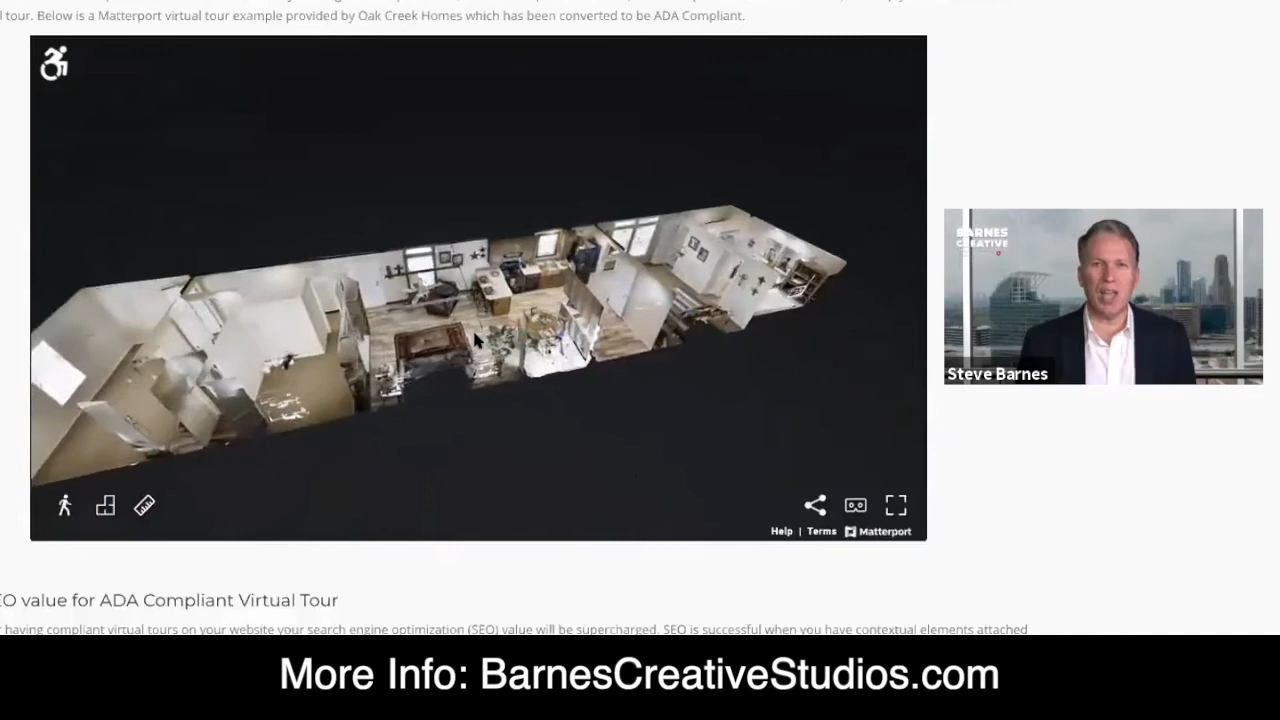 l tour. Below is a Matterport virtual tour example provided by Oak Creek Homes which has been converted to be ADA Compliant.
BARNES
CREATIVE
Steve Barnes
Help | Terms Matterport
EO value for ADA Compliant Virtual Tour
having compliant virtual tours on your website your search engine optimization (SEO) value will be supercharged. SEO is successful when you have contextual elements attached
More Info: BarnesCreativeStudios.com